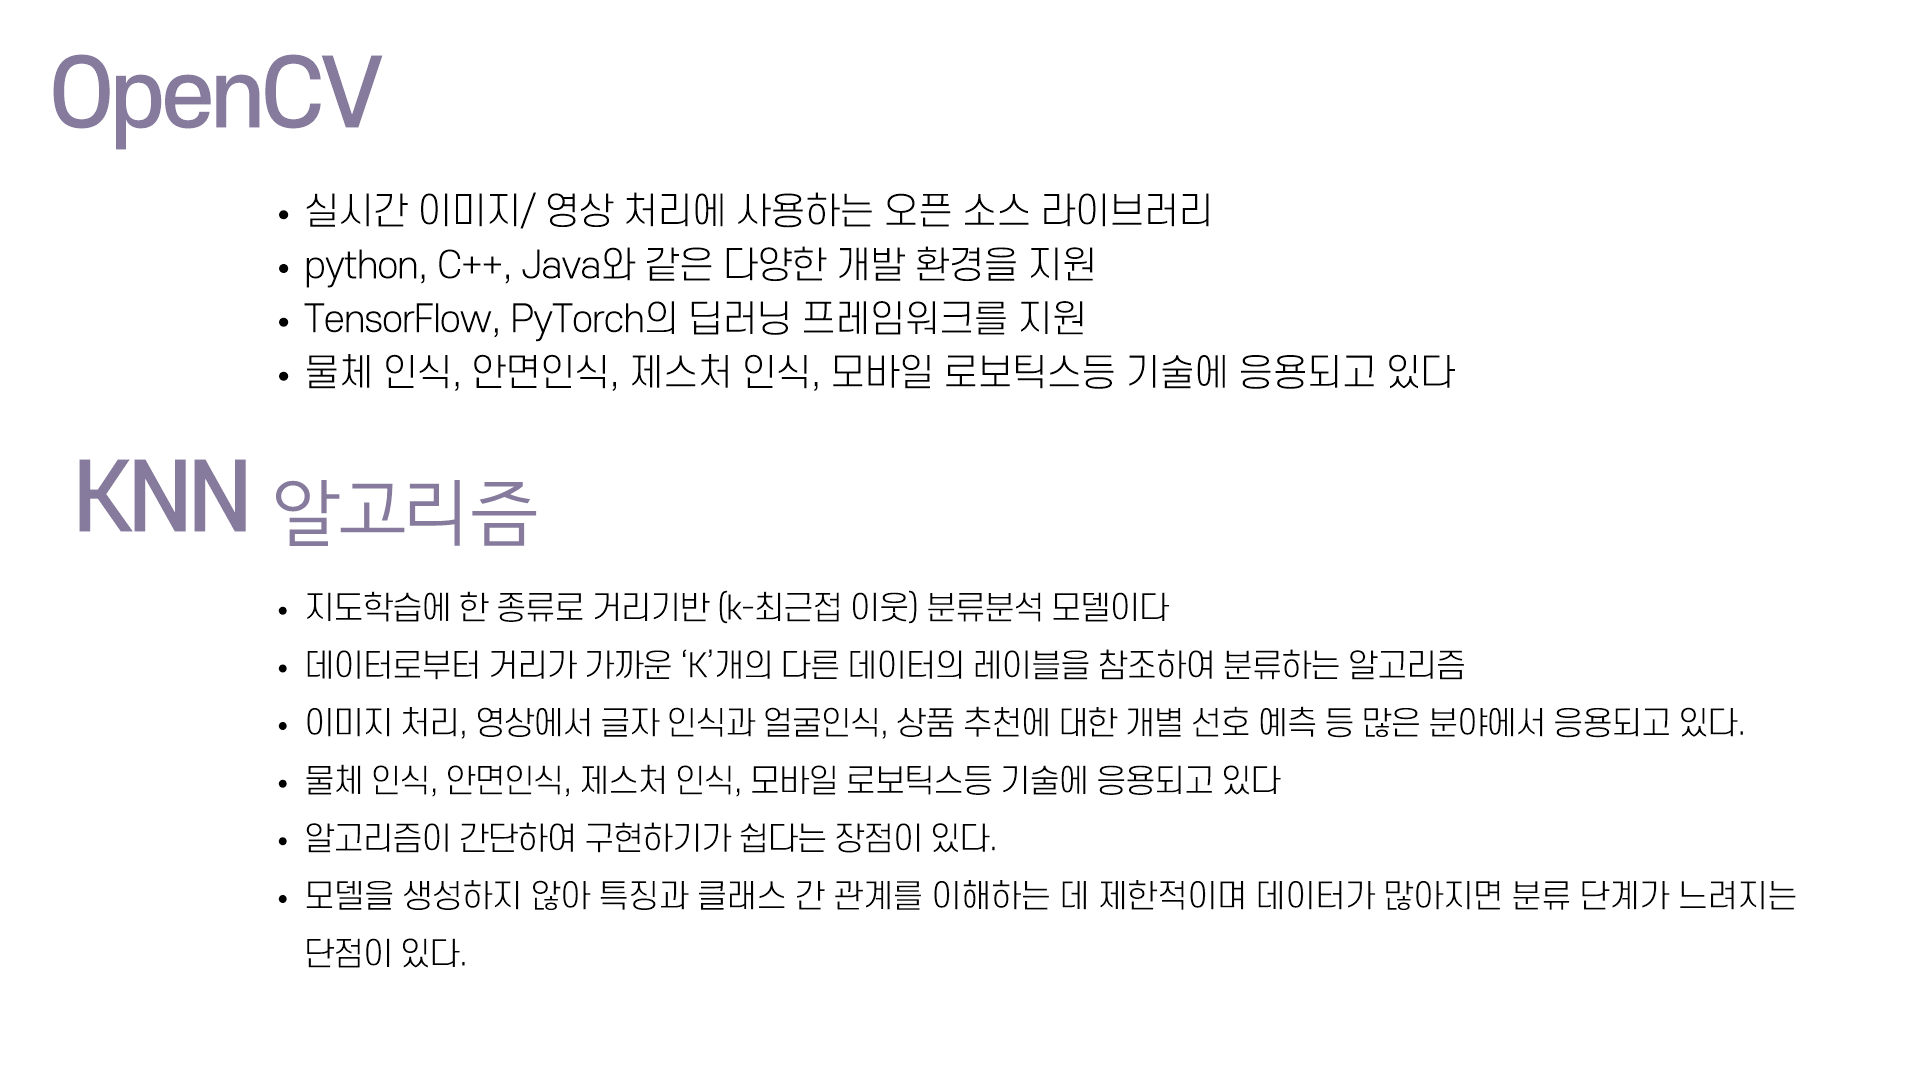 OpenCV
• 실시간 이미지/ 영상 처리에 사용하는 오픈 소스 라이브러리
• python, C++, Java와 같은 다양한 개발 환경을 지원
• TensorFlow, PyTorch의 딥러닝 프레임워크를 지원
• 물체 인식, 안면인식, 제스처 인식, 모바일 로보틱스등 기술에 응용되고 있다
KNN 알고리즘
• 지도학습에 한 종류로 거리기반 (k-최근접 이웃) 분류분석 모델이다
• 데이터로부터 거리가 가까운 ‘K’개의 다른 데이터의 레이블을 참조하여 분류하는 알고리즘
• 이미지 처리, 영상에서 글자 인식과 얼굴인식, 상품 추천에 대한 개별 선호 예측 등 많은 분야에서 응용되고 있다.
• 물체 인식, 안면인식, 제스처 인식, 모바일 로보틱스등 기술에 응용되고 있다
• 알고리즘이 간단하여 구현하기가 쉽다는 장점이 있다.
• 모델을 생성하지 않아 특징과 클래스 간 관계를 이해하는 데 제한적이며 데이터가 많아지면 분류 단계가 느려지는
단점이 있다.